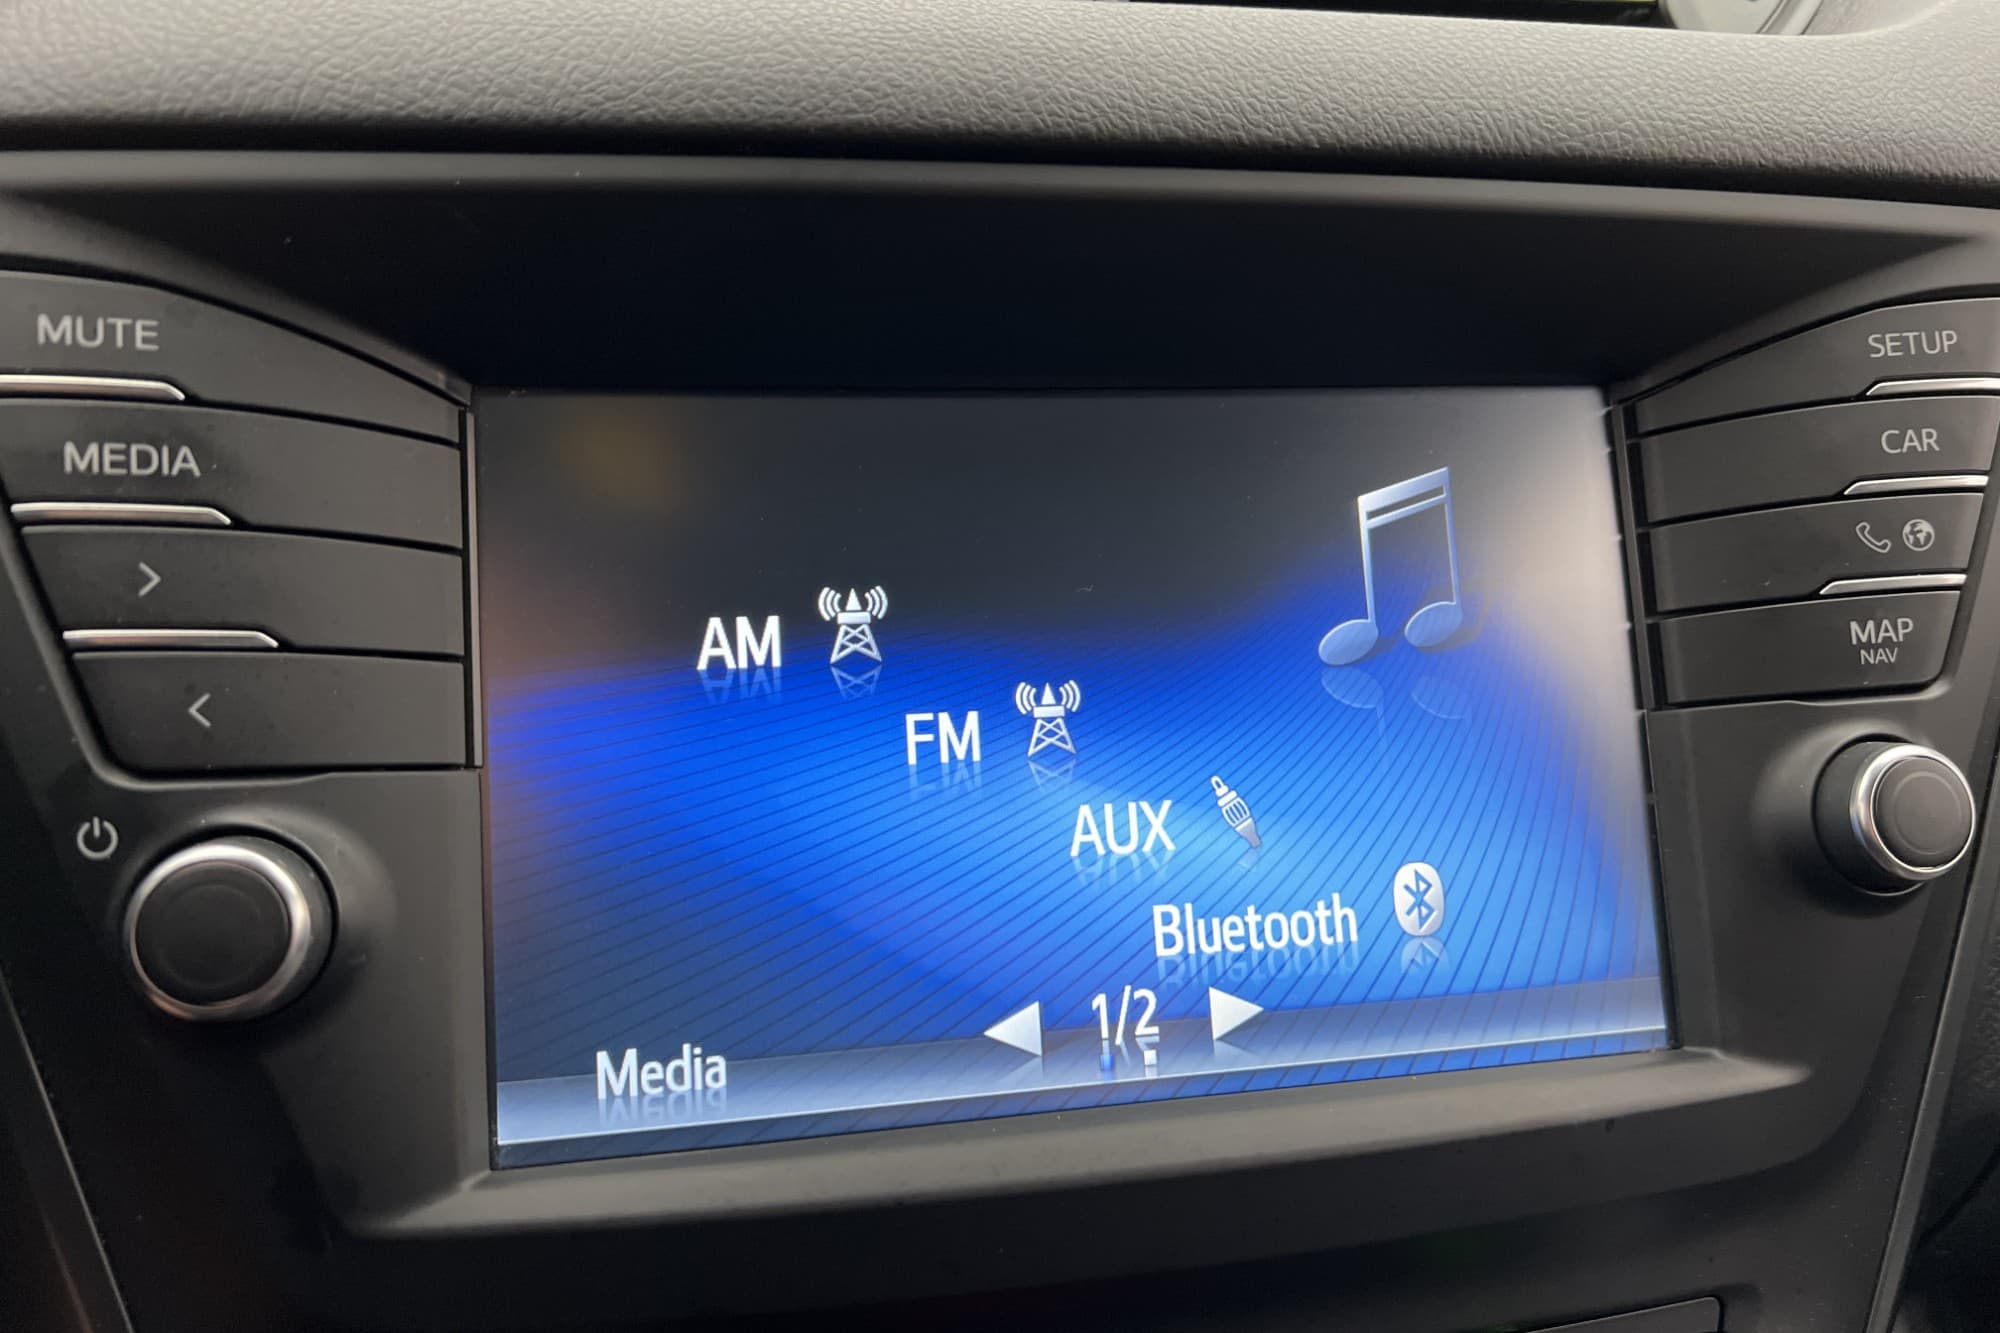 MUTE
MEDIA
>
<
SETUP
CAR
MAP
NAV
AM
FM
AUX
Bluetooth
1/2
Media